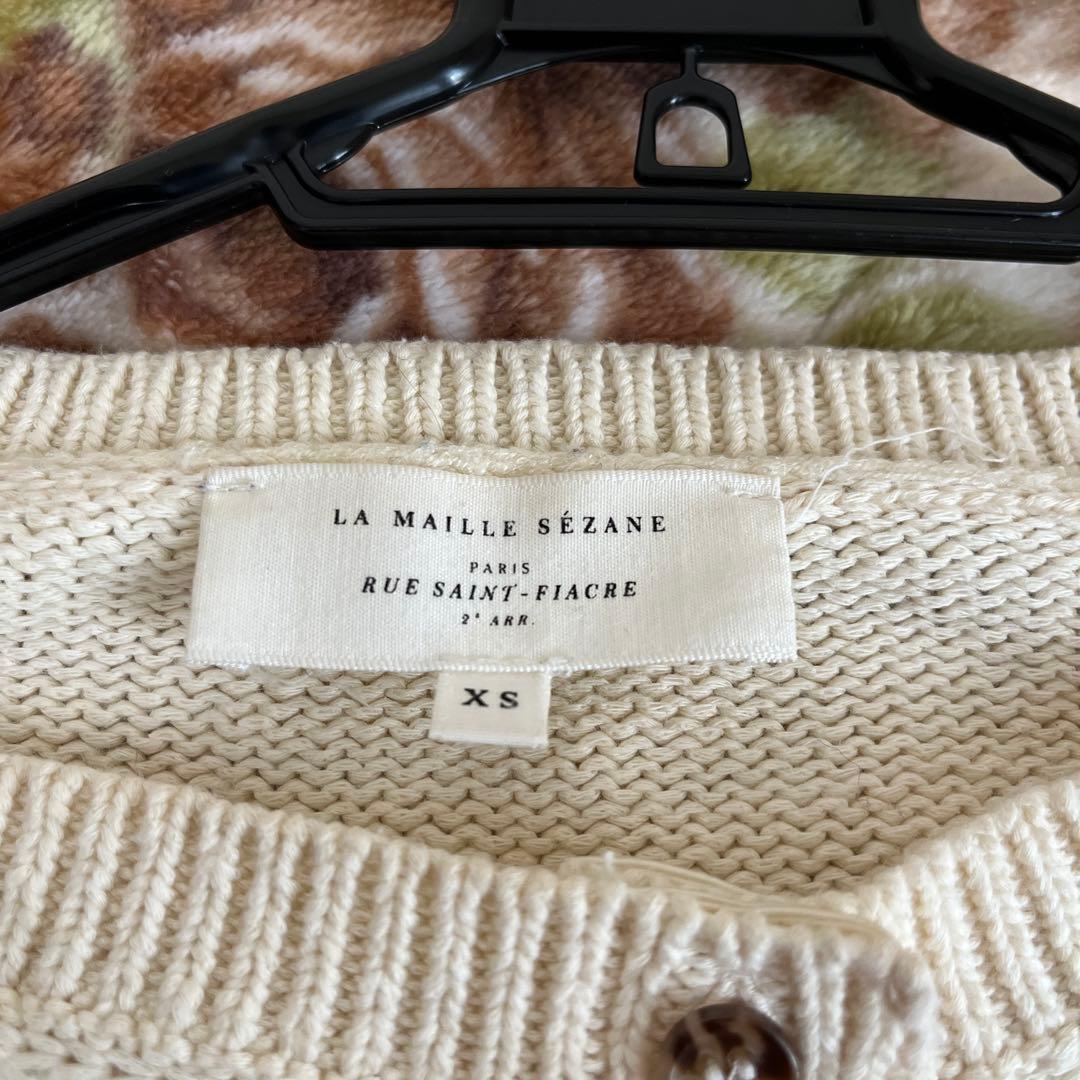 LA MAILLE SÉZANE
PARIS
RUE SAINT-FIACRE
2e ARR.
XS